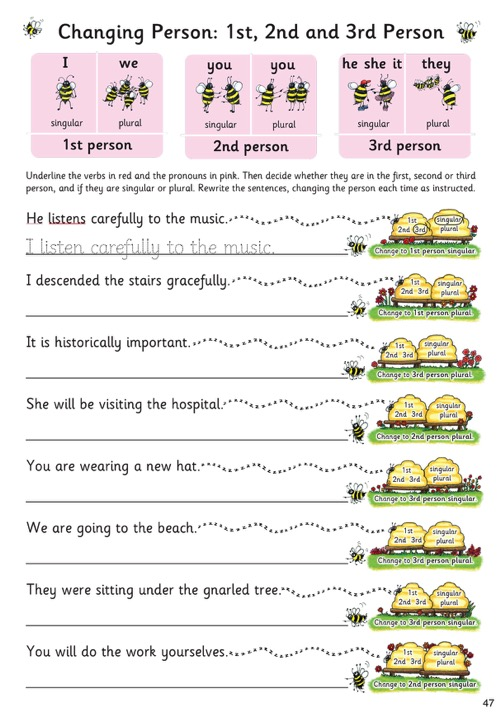 Changing Person: 1st, 2nd and 3rd Person
I we you you he she it they
singular plural singular plural singular plural
1st person 2nd person 3rd person
Underline the verbs in red and the pronouns in pink. Then decide whether they are in the first, second or third
person, and if they are singular or plural. Rewrite the sentences, changing the person each time as instructed.
He listens carefully to the music.
1st singular
2nd 3rd plural
I listen carefully to the music.
Change to 1st person singular.
I descended the stairs gracefully.
1st singular
2nd 3rd plural
Change to 1st person plural.
It is historically important.
1st singular
2nd 3rd plural
Change to 3rd person plural.
She will be visiting the hospital.
1st singular
2nd 3rd plural
Change to 2nd person plural.
You are wearing a new hat.
1st singular
2nd 3rd plural
Change to 3rd person singular.
We are going to the beach.
1st singular
2nd 3rd plural
Change to 3rd person plural.
They were sitting under the gnarled tree.
1st singular
2nd 3rd plural
Change to 3rd person singular.
You will do the work yourselves.
1st singular
2nd 3rd plural
Change to 2nd person singular.
47